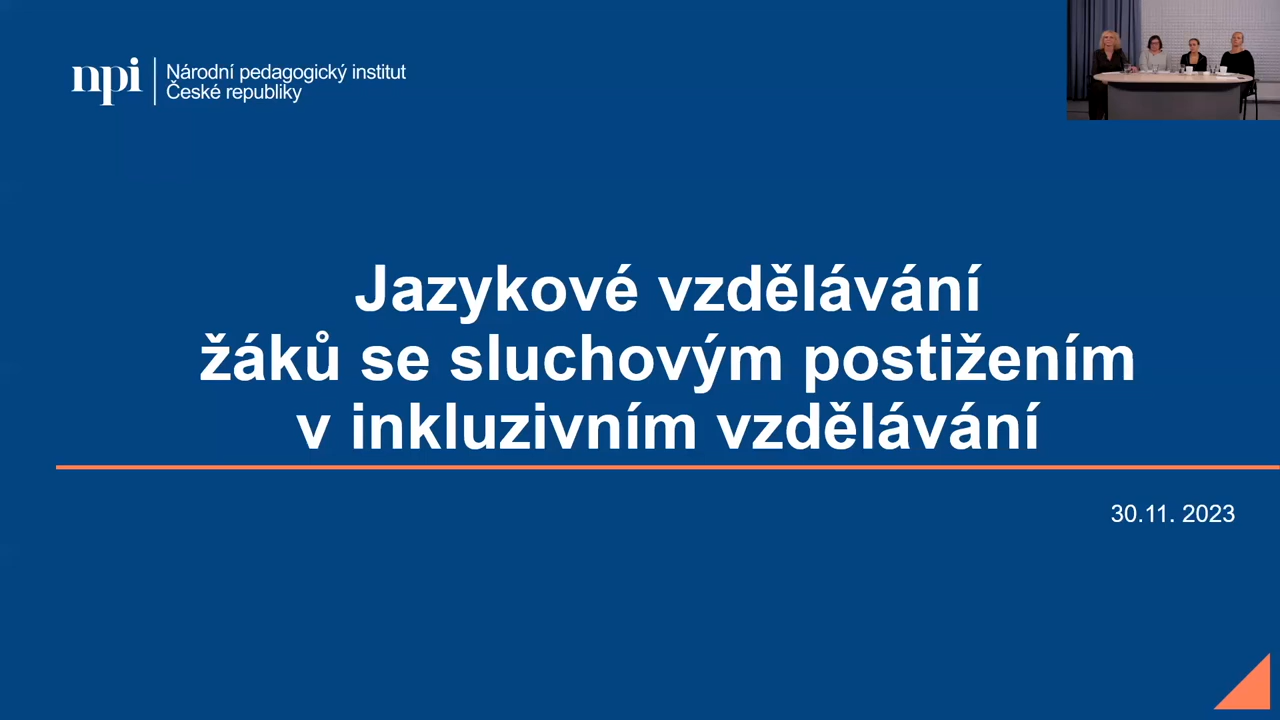 npi
Národní pedagogický institut
České republiky
Jazykové vzdělávání
žáků se sluchovým postižením
v inkluzivním vzdělávání
30.11. 2023